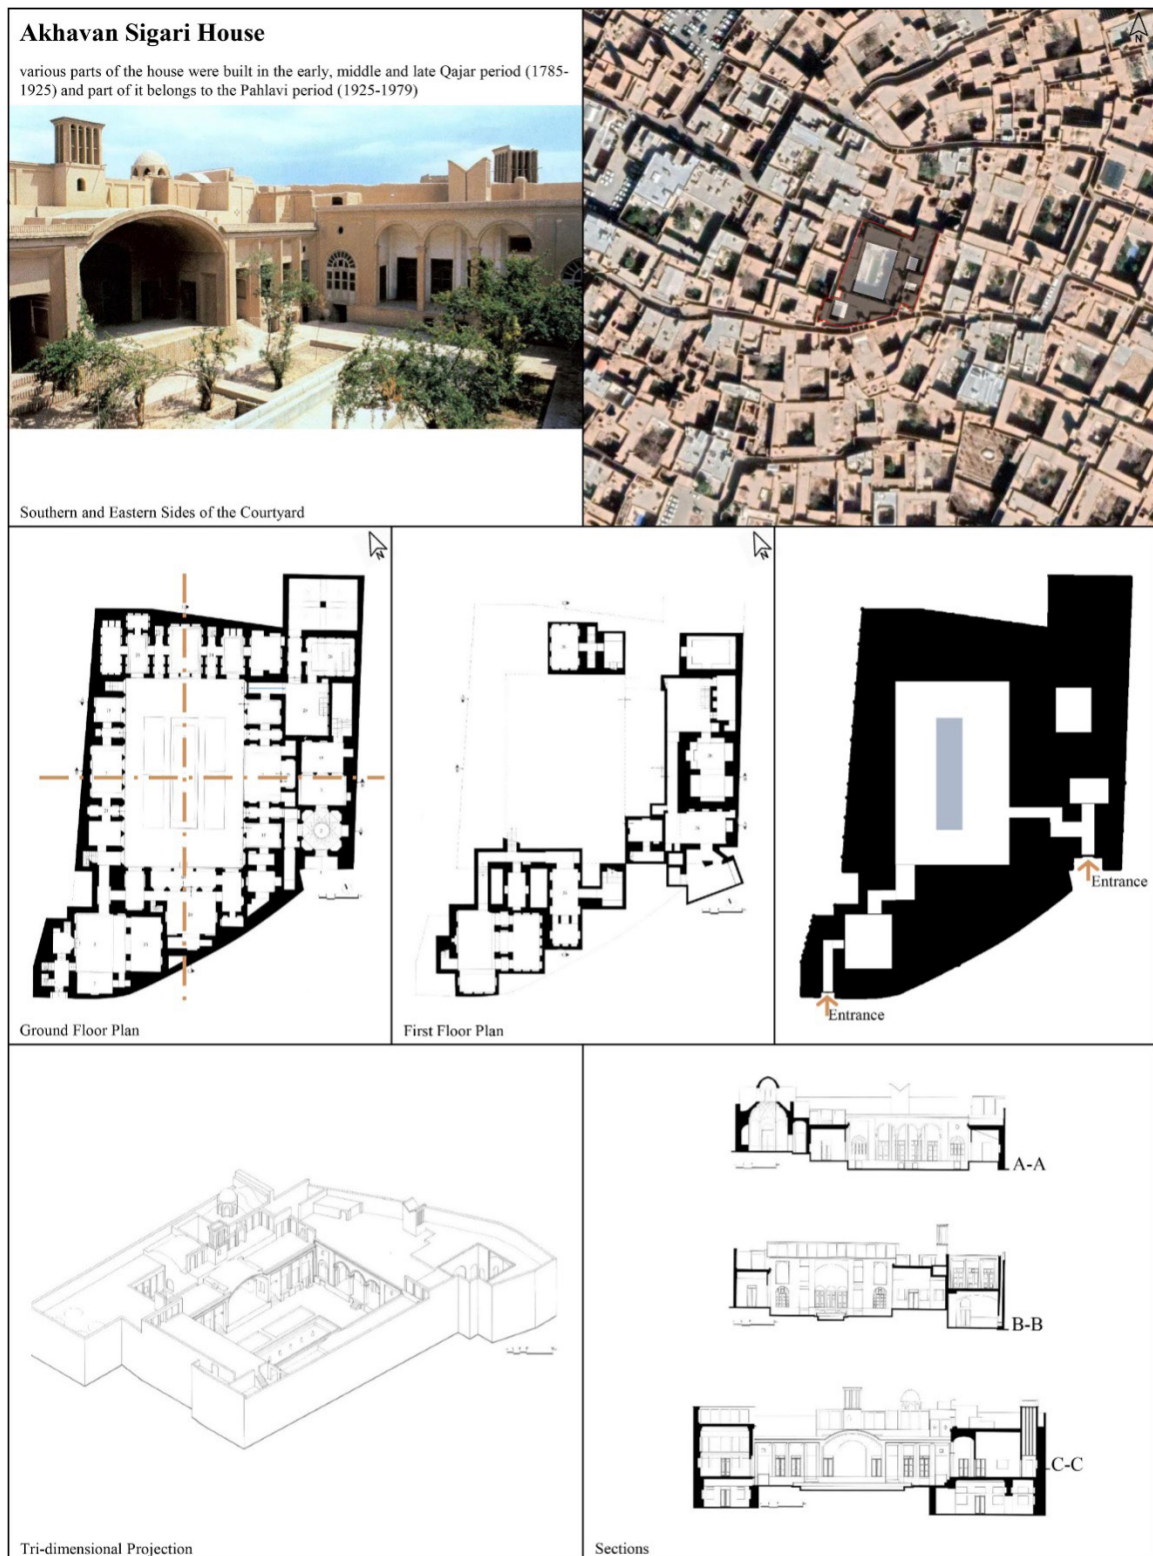 Akhavan Sigari House
various parts of the house were built in the early, middle and late Qajar period (1785-
1925) and part of it belongs to the Pahlavi period (1925-1979)
N
Southern and Eastern Sides of the Courtyard
N
N
Entrance
Entrance
Ground Floor Plan
First Floor Plan
A-A
B-B
C-C
Tri-dimensional Projection
Sections